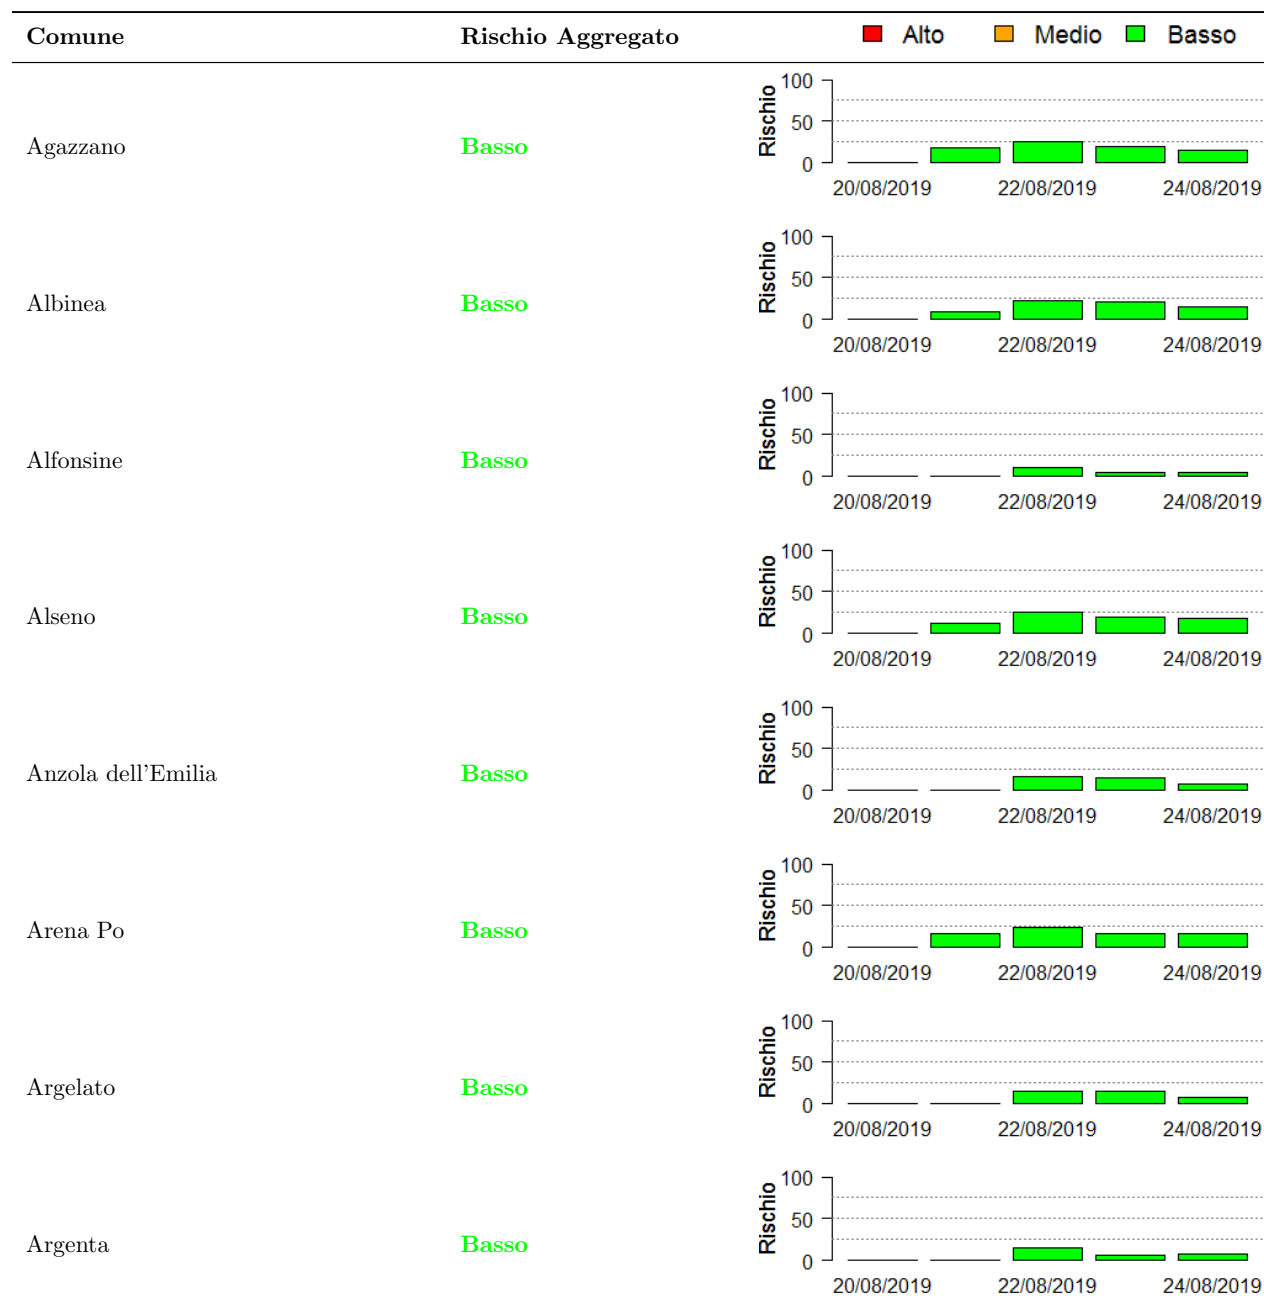 Comune Rischio Aggregato Alto Medio Basso
100
50
0
Rischio
Agazzano Basso
20/08/2019 22/08/2019 24/08/2019
100
50
0
Rischio
Albinea Basso
20/08/2019 22/08/2019 24/08/2019
100
50
0
Rischio
Alfonsine Basso
20/08/2019 22/08/2019 24/08/2019
100
50
0
Rischio
Alseno Basso
20/08/2019 22/08/2019 24/08/2019
100
50
0
Rischio
Anzola dell'Emilia Basso
20/08/2019 22/08/2019 24/08/2019
100
50
0
Rischio
Arena Po Basso
20/08/2019 22/08/2019 24/08/2019
100
50
0
Rischio
Argelato Basso
20/08/2019 22/08/2019 24/08/2019
100
50
0
Rischio
Argenta Basso
20/08/2019 22/08/2019 24/08/2019